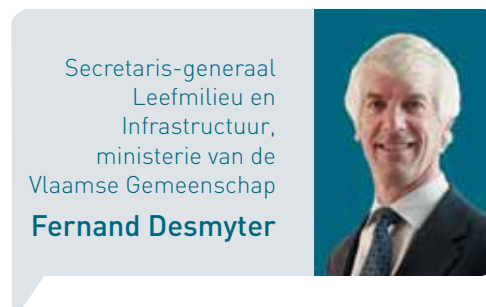 Secretaris-generaal
Leefmilieu en
Infrastructuur,
ministerie van de
Vlaamse Gemeenschap
Fernand Desmyter